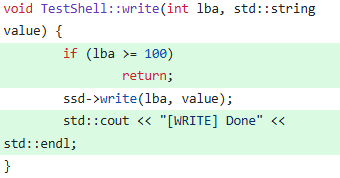 void TestShell::write(int lba, std::string
value) {
        if (lba >= 100)
                return;
        ssd->write(lba, value);
        std::cout << "[WRITE] Done" <<
std::endl;
}